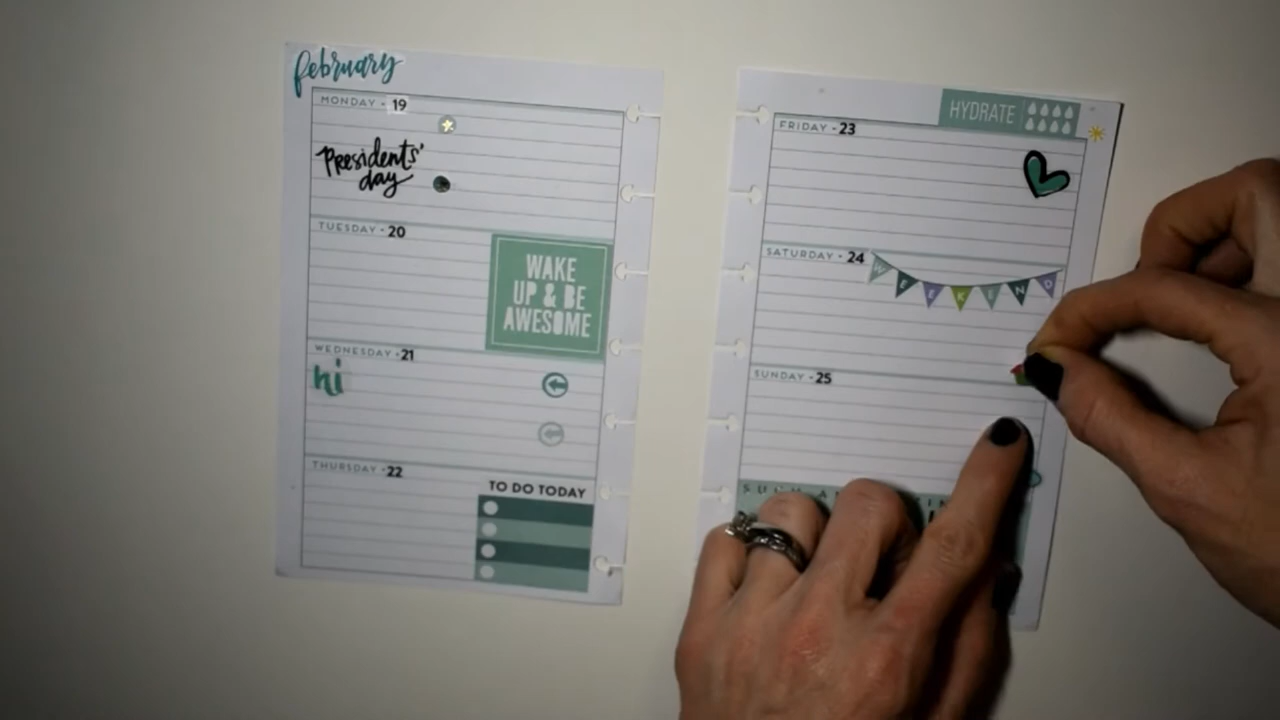 february
MONDAY - 19
Presidents'
day
TUESDAY - 20
WAKE
UP & BE
AWESOME
WEDNESDAY - 21
hi
THURSDAY - 22
TO DO TODAY
HYDRATE
FRIDAY - 23
SATURDAY - 24
WEEKEND
SUNDAY - 25